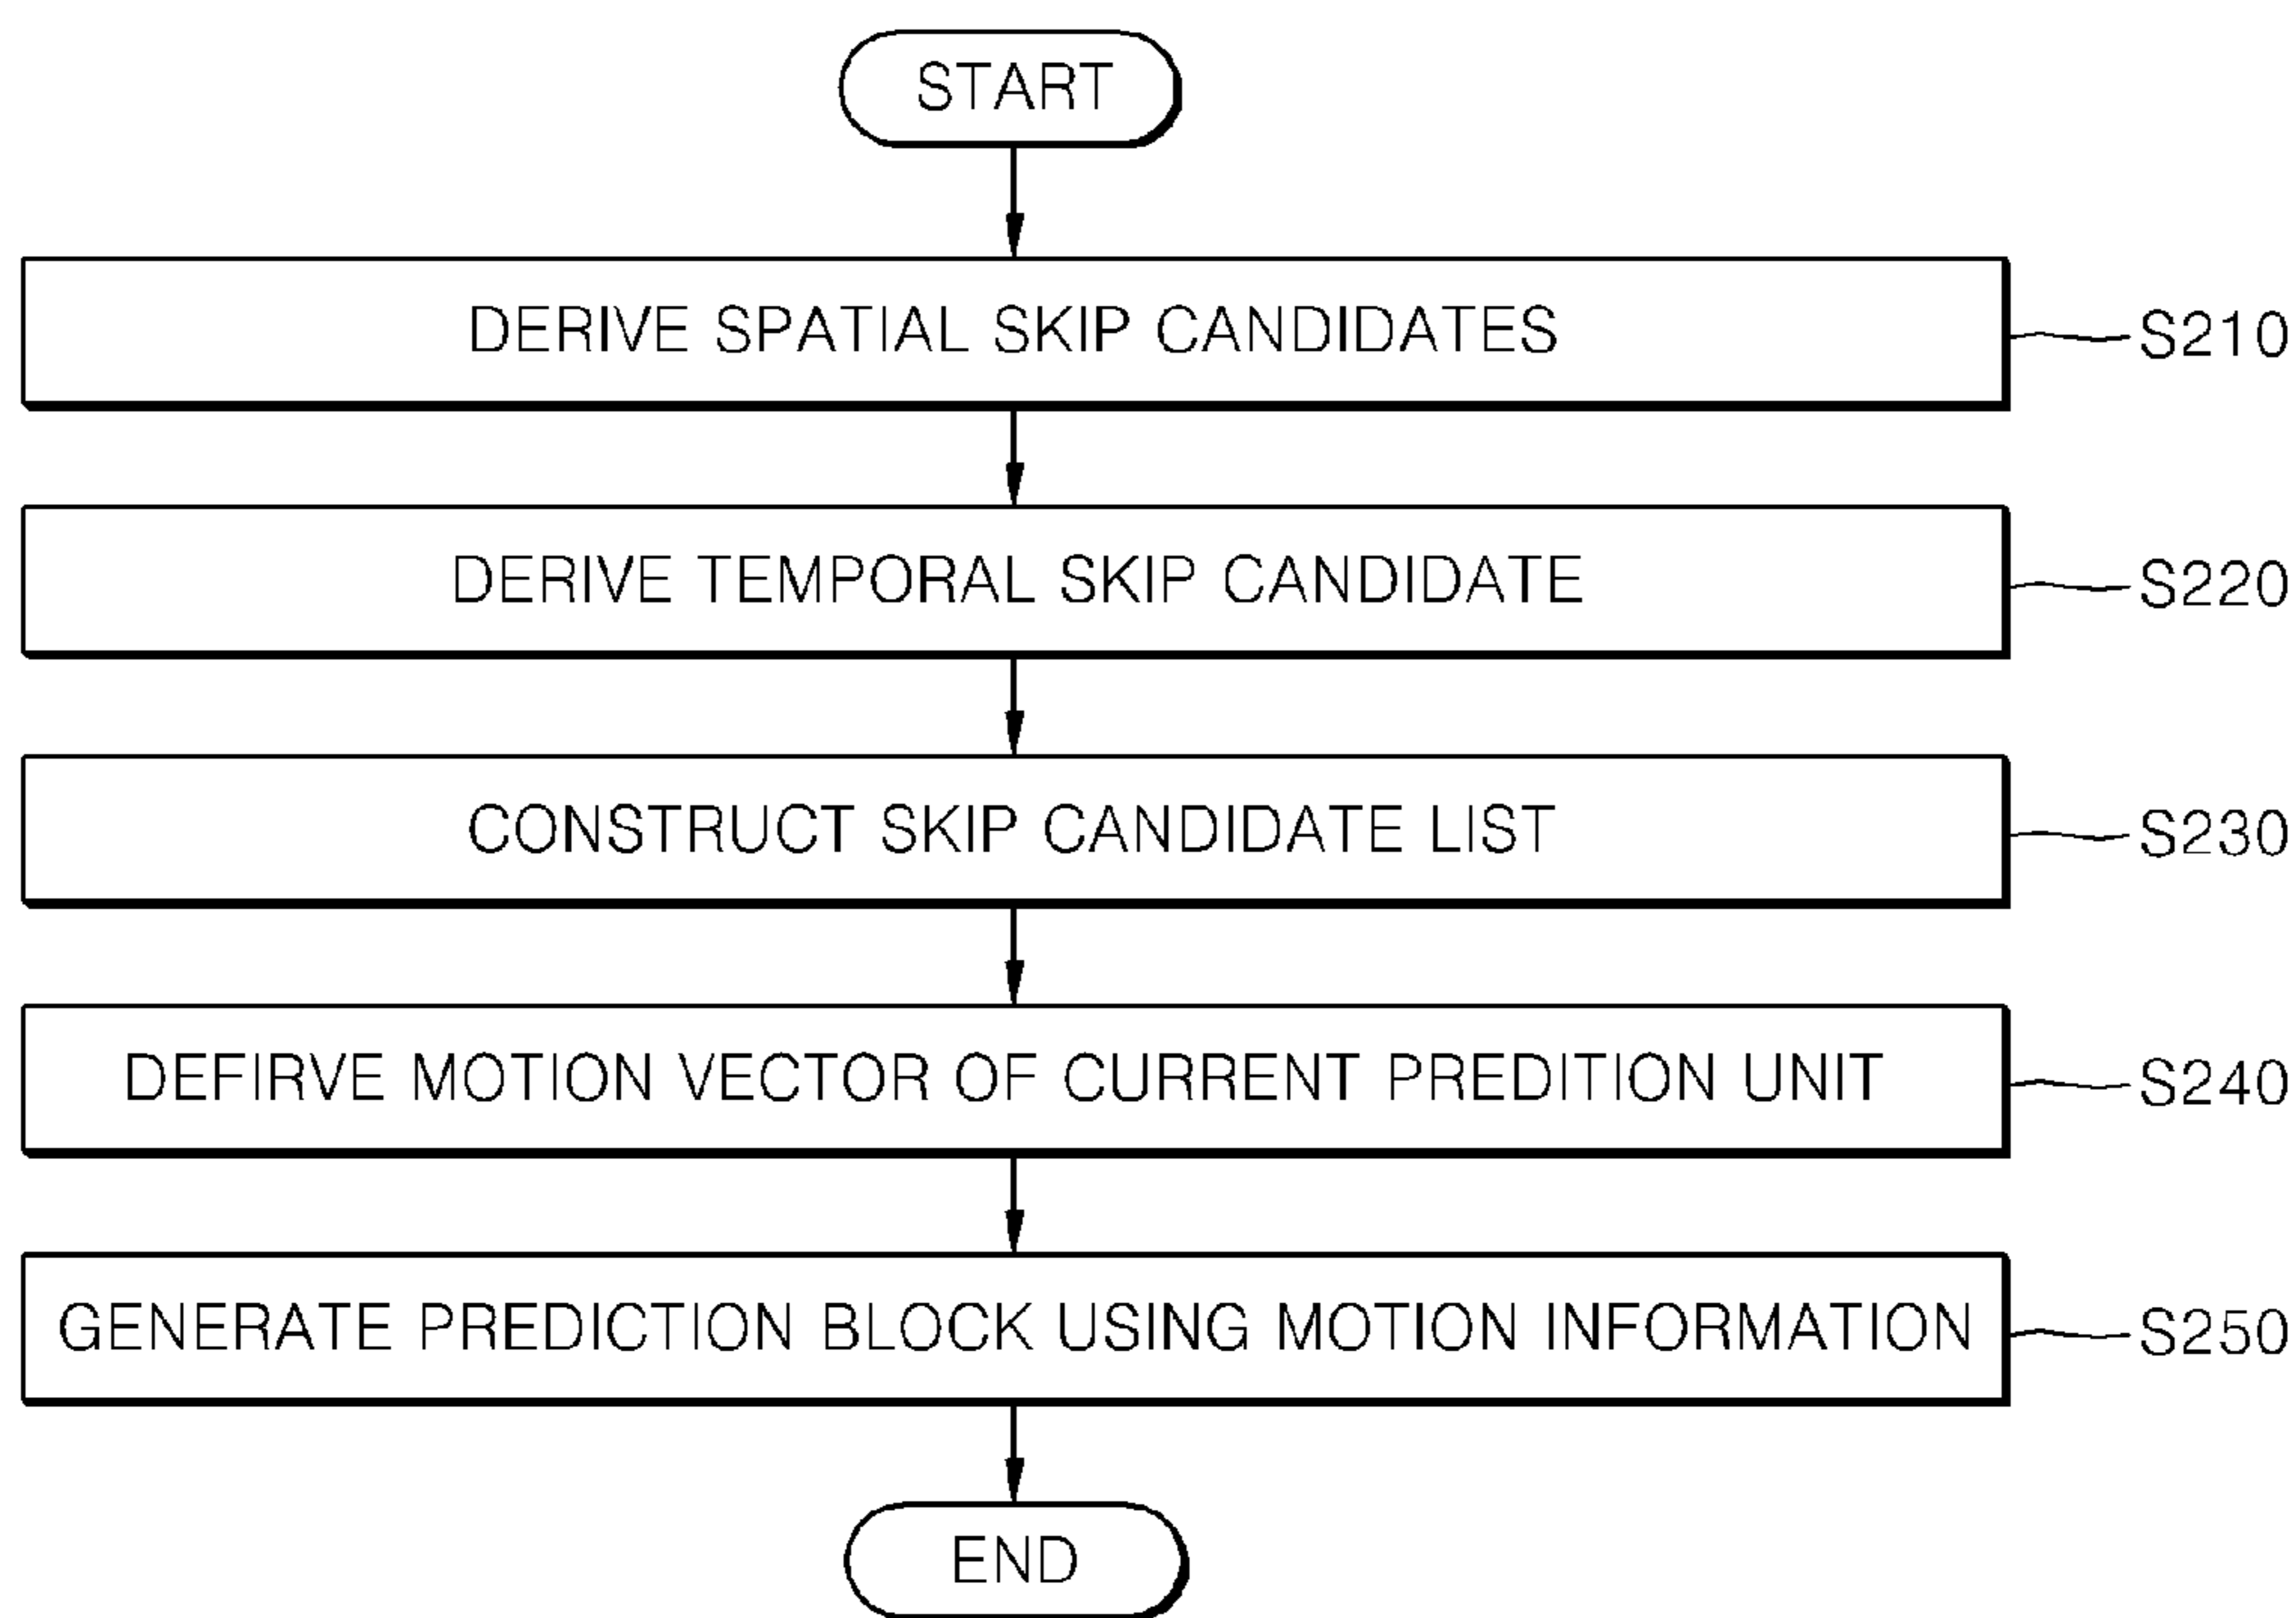 START
DERIVE SPATIAL SKIP CANDIDATES
S210
DERIVE TEMPORAL SKIP CANDIDATE
S220
CONSTRUCT SKIP CANDIDATE LIST
S230
DEFIRVE MOTION VECTOR OF CURRENT PREDITION UNIT
S240
GENERATE PREDICTION BLOCK USING MOTION INFORMATION
S250
END